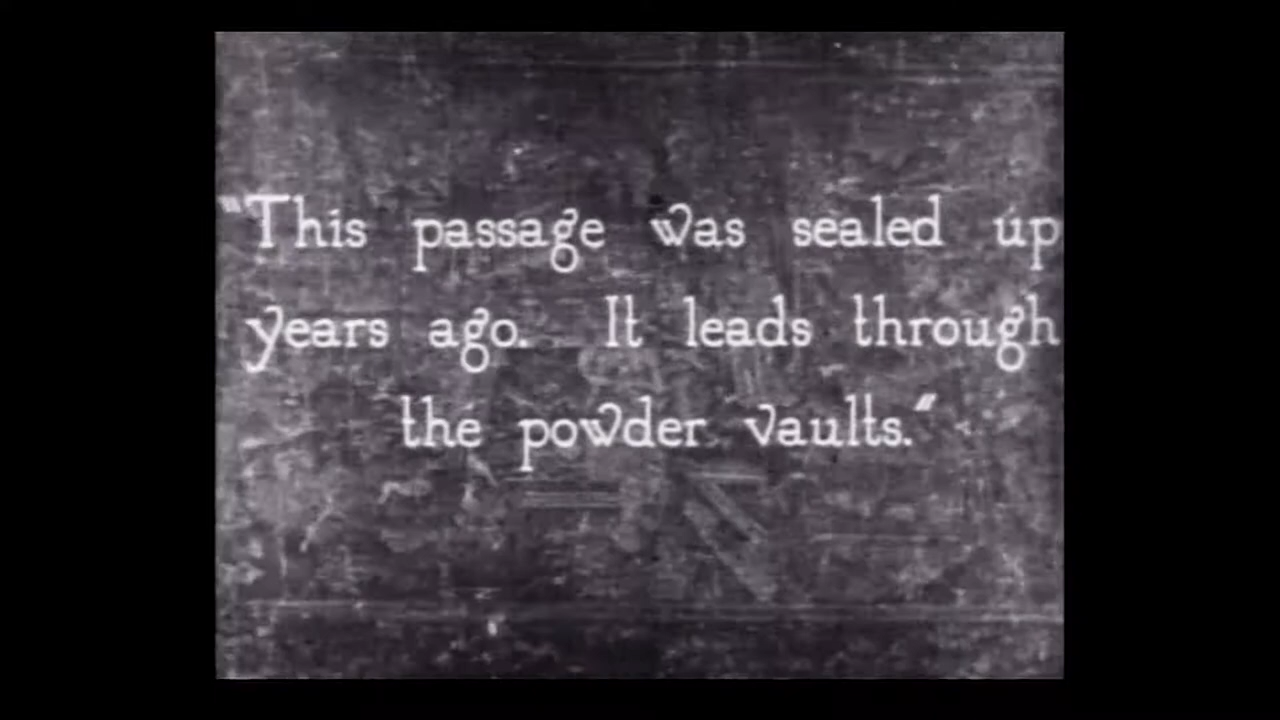 "This passage was sealed up
years ago. It leads through
the powder vaults."